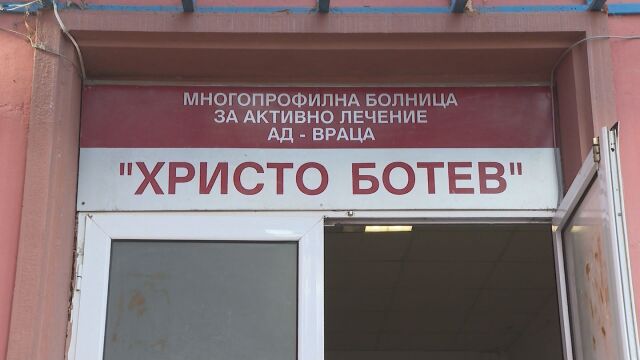 МНОГОПРОФИЛНА БОЛНИЦА
ЗА АКТИВНО ЛЕЧЕНИЕ
АД - ВРАЦА
"ХРИСТО БОТЕВ"